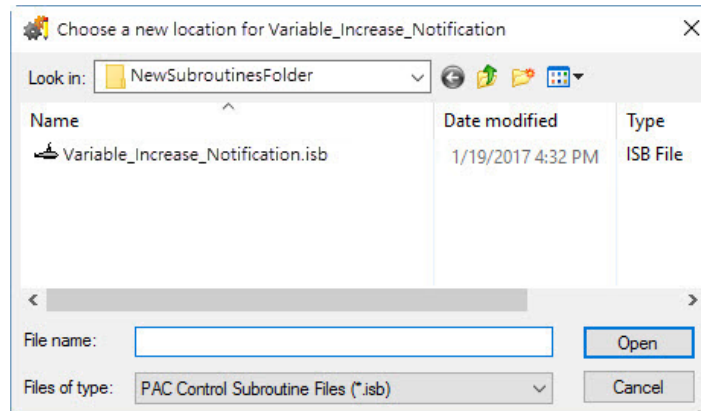 Choose a new location for Variable_Increase_Notification
Look in: NewSubroutinesFolder
Name Date modified Type
Variable_Increase_Notification.isb 1/19/2017 4:32 PM ISB File
File name: Open
Files of type: PAC Control Subroutine Files (*.isb) Cancel